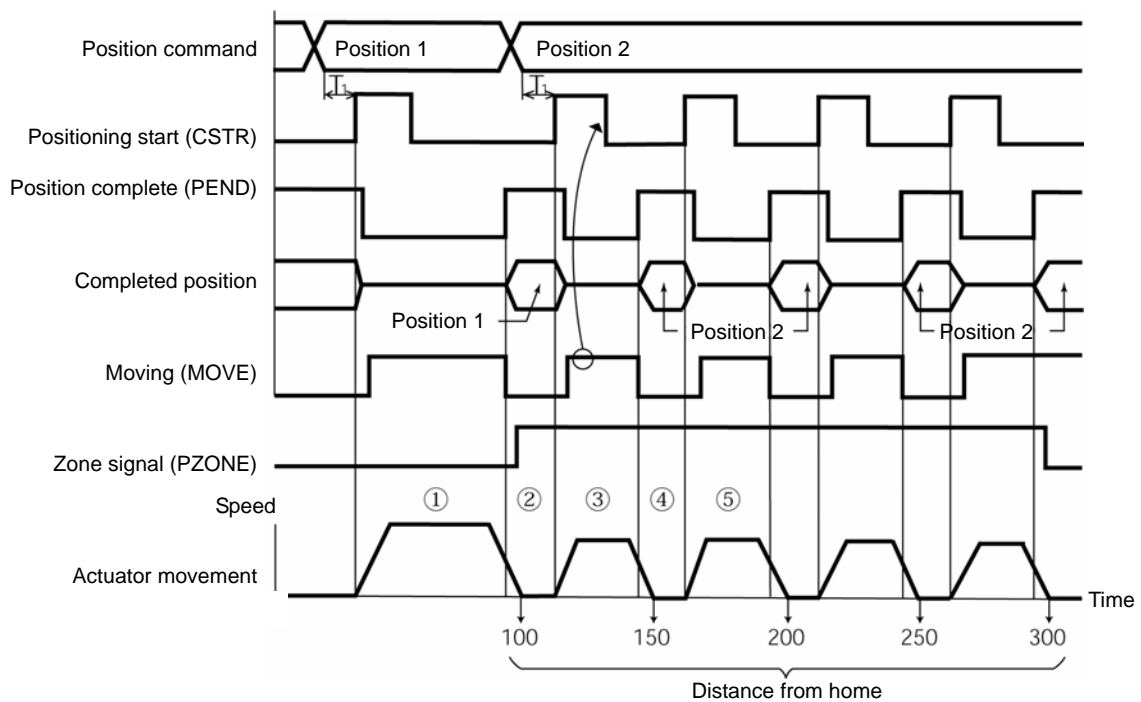 Position command
Position 1
Position 2
T₁
T₁
Positioning start (CSTR)
Position complete (PEND)
Completed position
Position 1
Position 2
Position 2
Moving (MOVE)
Zone signal (PZONE)
Speed
① ② ③ ④ ⑤
Actuator movement
Time
100 150 200 250 300
Distance from home